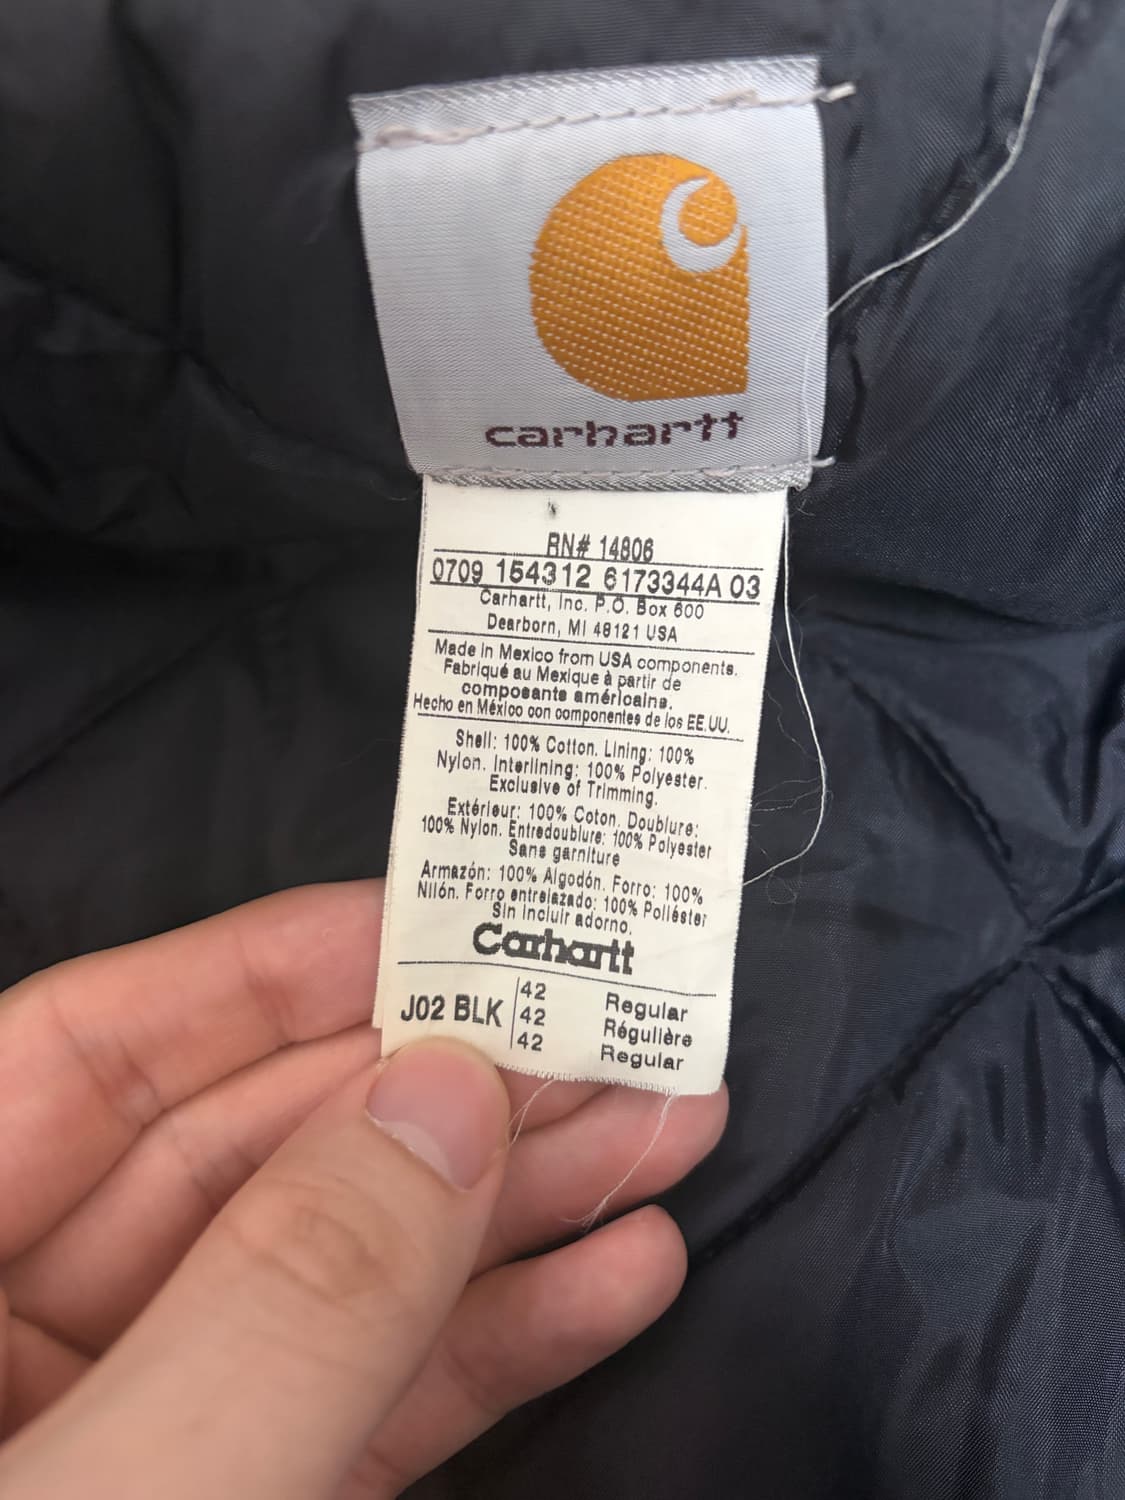 carhartt
RN# 14806
0709 154312 6173344A 03
Carhartt, Inc. P.O. Box 600
Dearborn, MI 48121 USA
Made in Mexico from USA components.
Fabriqué au Mexique à partir de
composants américains.
Hecho en México con componentes de los EE.UU.
Shell: 100% Cotton. Lining: 100%
Nylon. Interlining: 100% Polyester.
Exclusive of Trimming.
Extérieur: 100% Coton. Doublure:
100% Nylon. Entredoublure: 100% Polyester
Sans garniture
Armazón: 100% Algodón. Forro: 100%
Nilón. Forro entrelazado: 100% Poliéster
Sin incluir adorno.
Carhartt
J02 BLK 42 Regular
42 Régulière
42 Regular